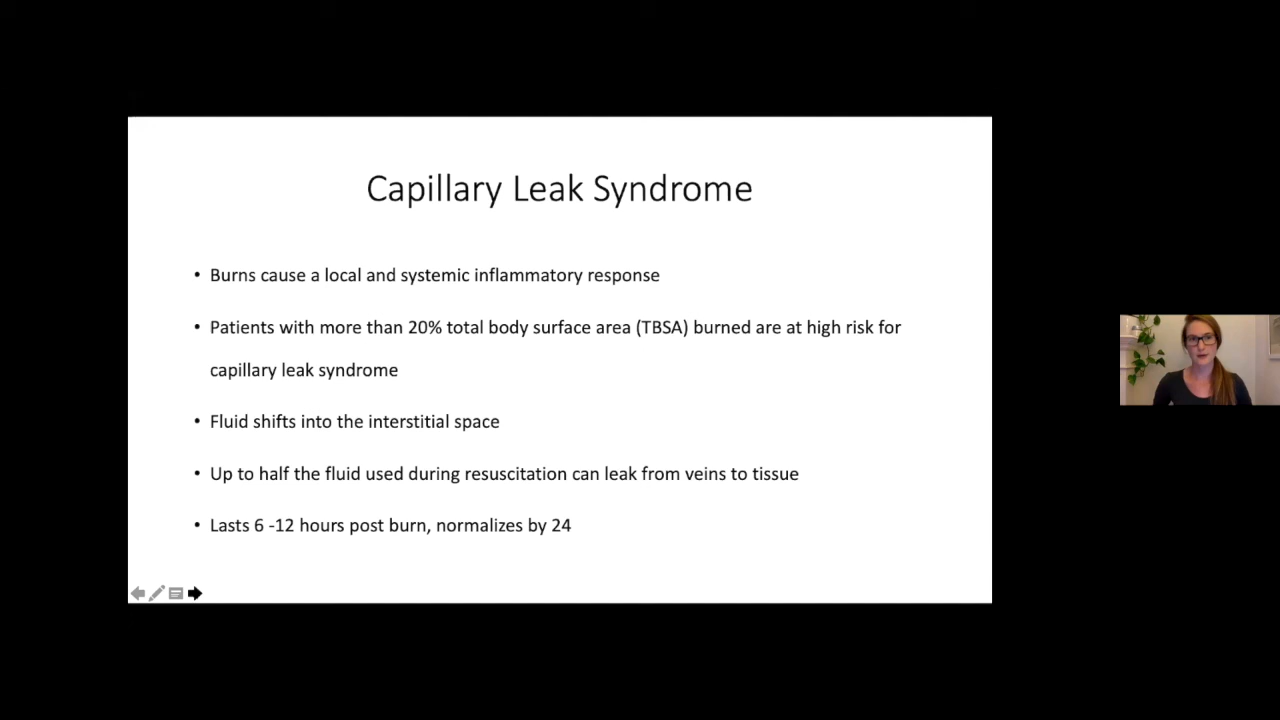 Capillary Leak Syndrome
• Burns cause a local and systemic inflammatory response
• Patients with more than 20% total body surface area (TBSA) burned are at high risk for
capillary leak syndrome
• Fluid shifts into the interstitial space
• Up to half the fluid used during resuscitation can leak from veins to tissue
• Lasts 6 -12 hours post burn, normalizes by 24